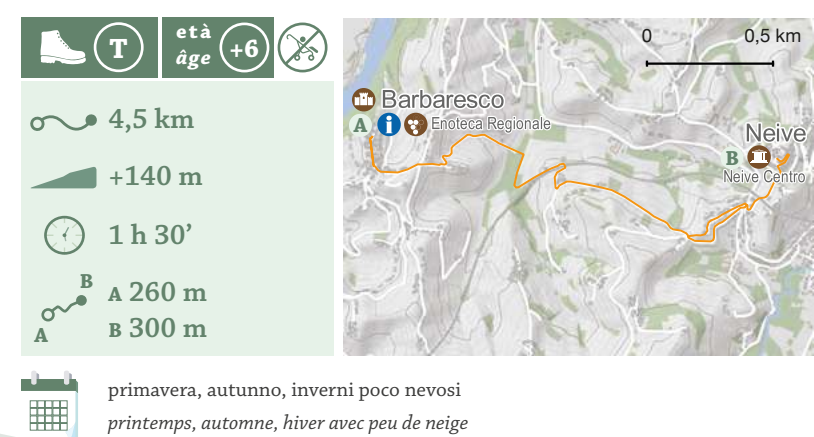 T
età
âge
+6
4,5 km
+140 m
1 h 30’
B
A
A 260 m
B 300 m
0 0,5 km
Barbaresco
A i Enoteca Regionale
Neive
B
Neive Centro
primavera, autunno, inverni poco nevosi
printemps, automne, hiver avec peu de neige